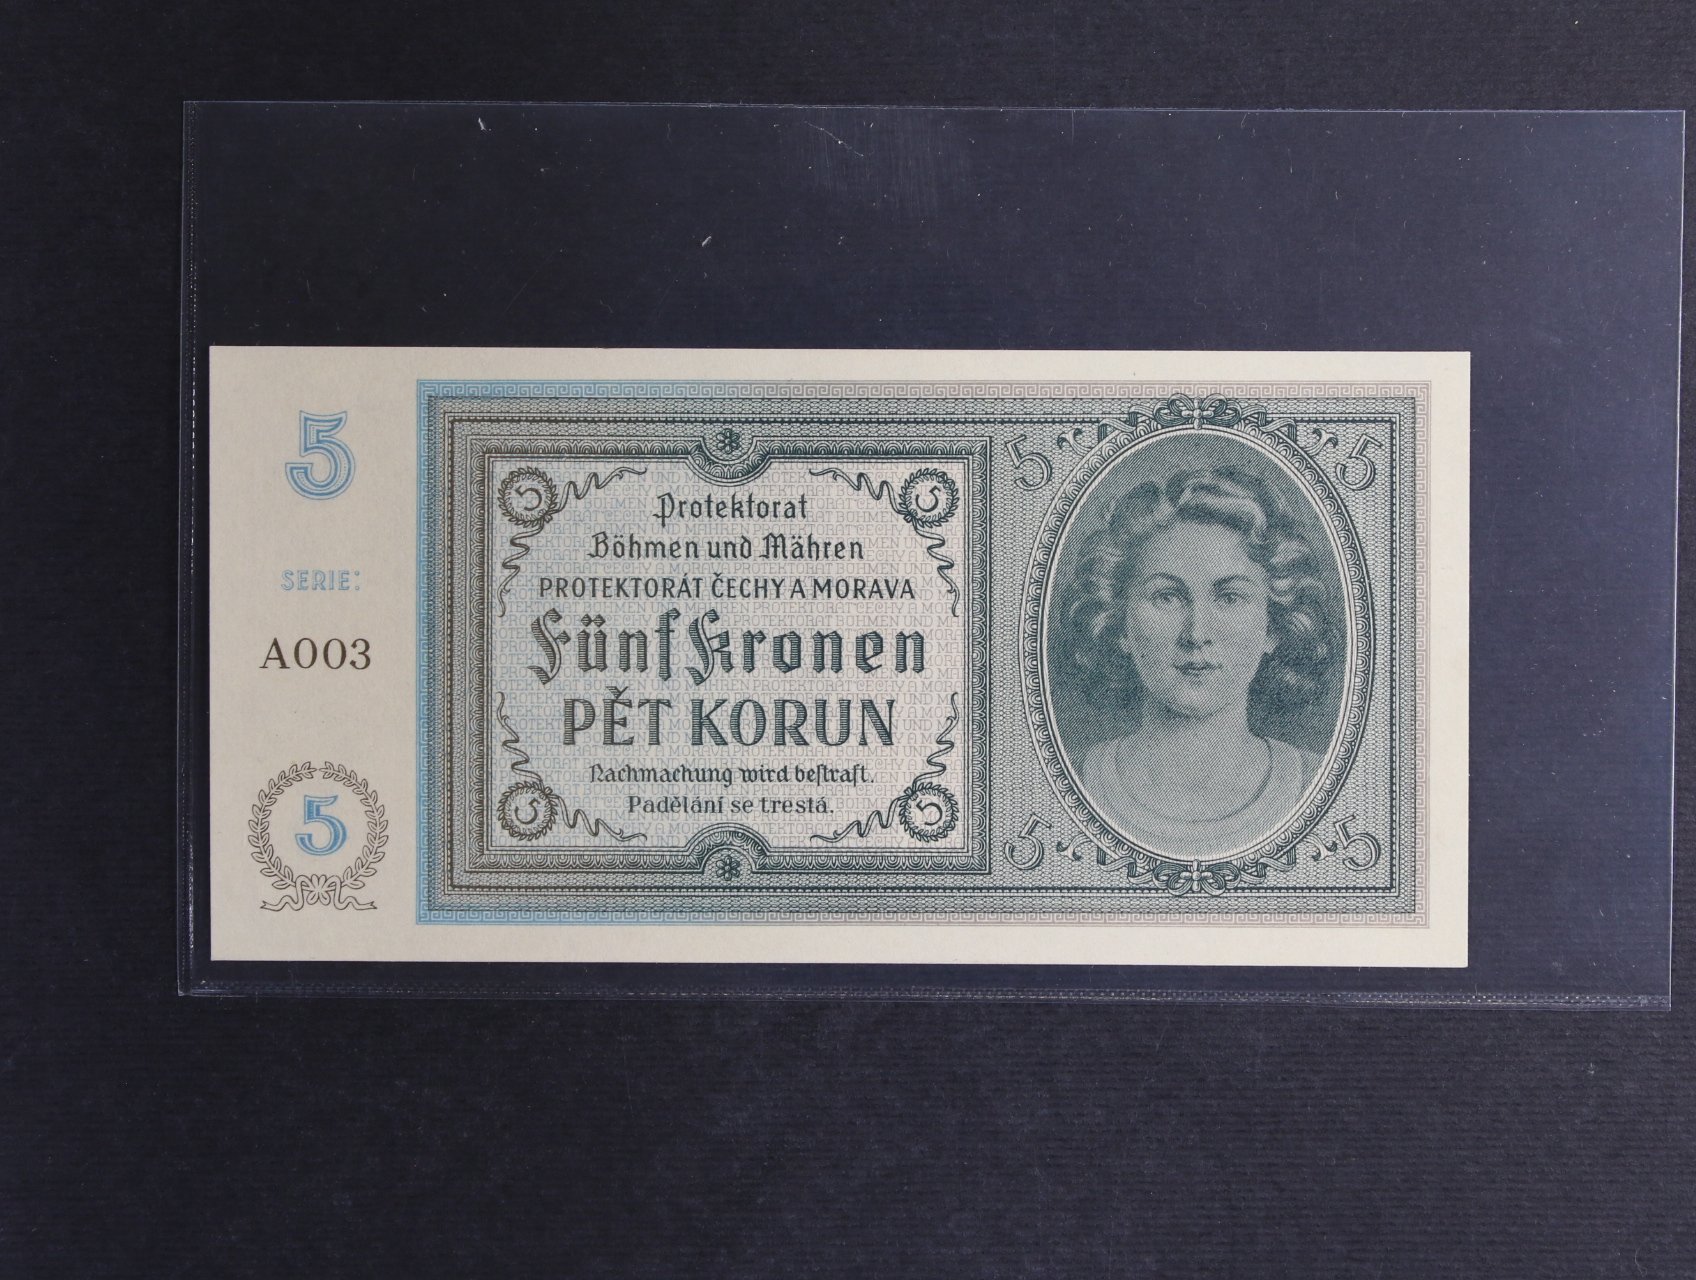 5
SERIE:
A003
5
5 5
Protektorat
Böhmen und Mähren
PROTEKTORÁT ČECHY A MORAVA
Fünf Kronen
PĚT KORUN
Nachmachung wird bestraft.
Padělání se trestá.
5 5
5 5
5 5